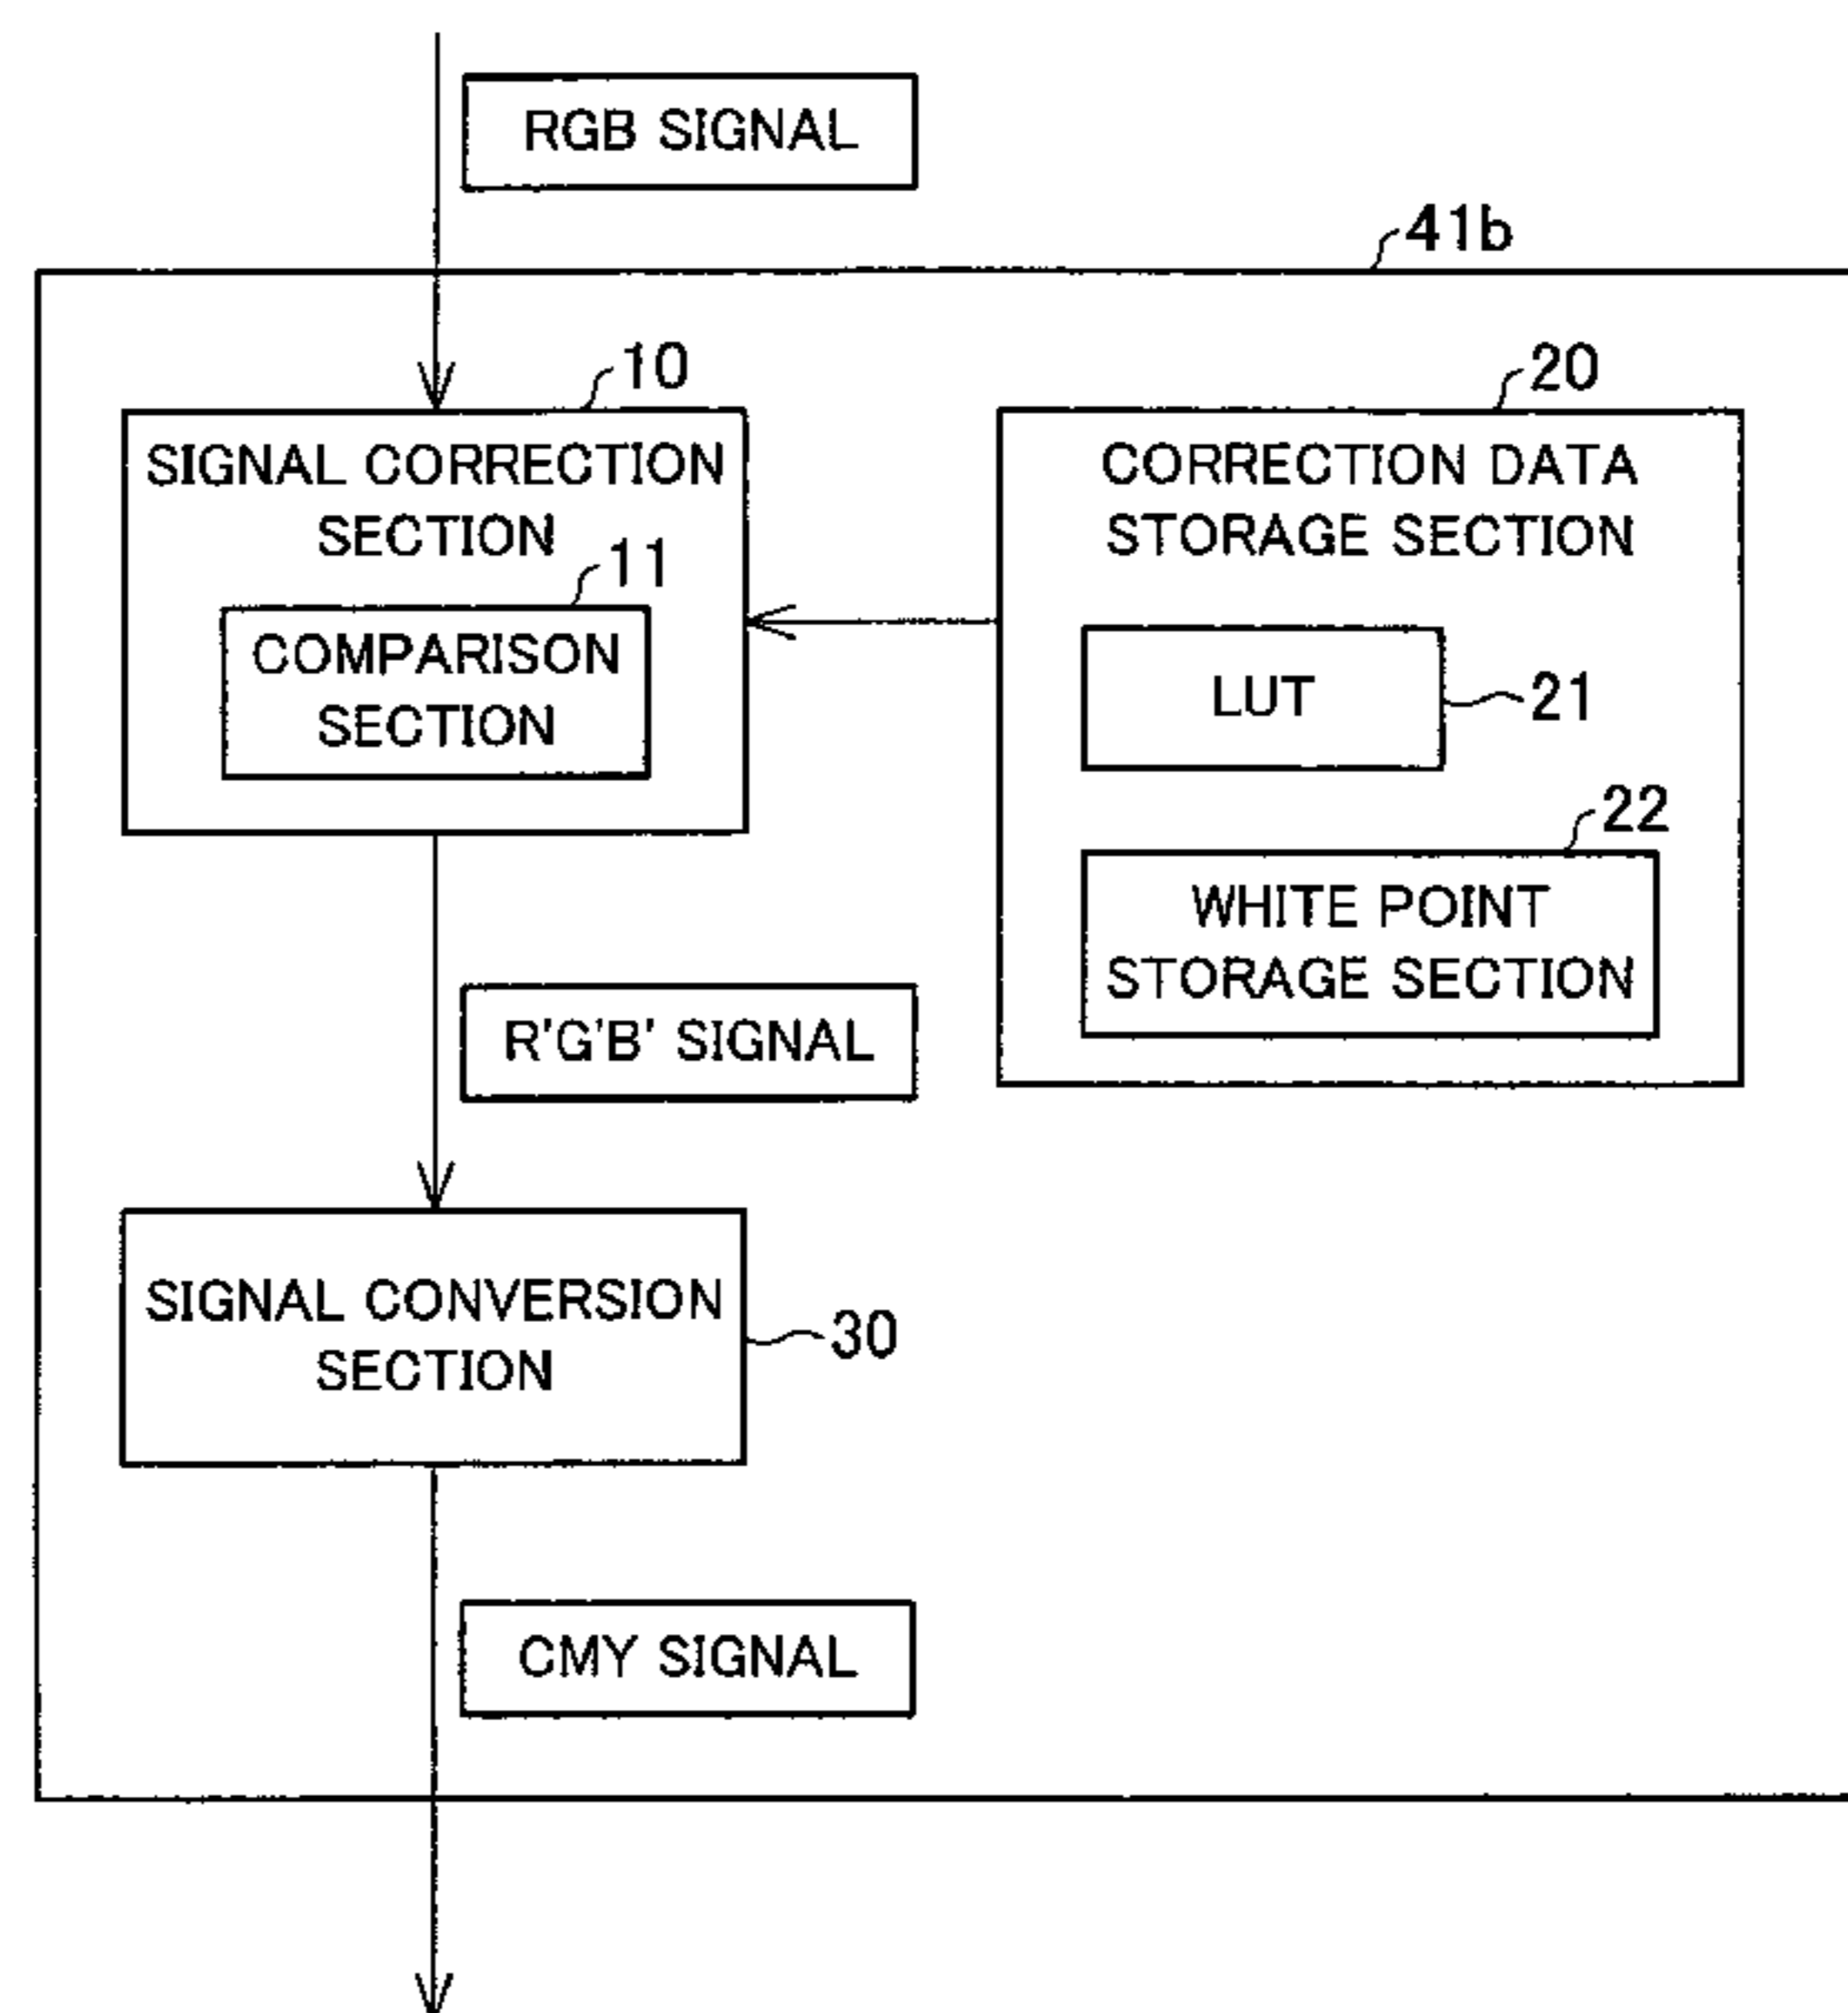 RGB SIGNAL
41b
10
20
SIGNAL CORRECTION
SECTION
11
COMPARISON
SECTION
CORRECTION DATA
STORAGE SECTION
LUT
21
22
WHITE POINT
STORAGE SECTION
R'G'B' SIGNAL
SIGNAL CONVERSION
SECTION
30
CMY SIGNAL